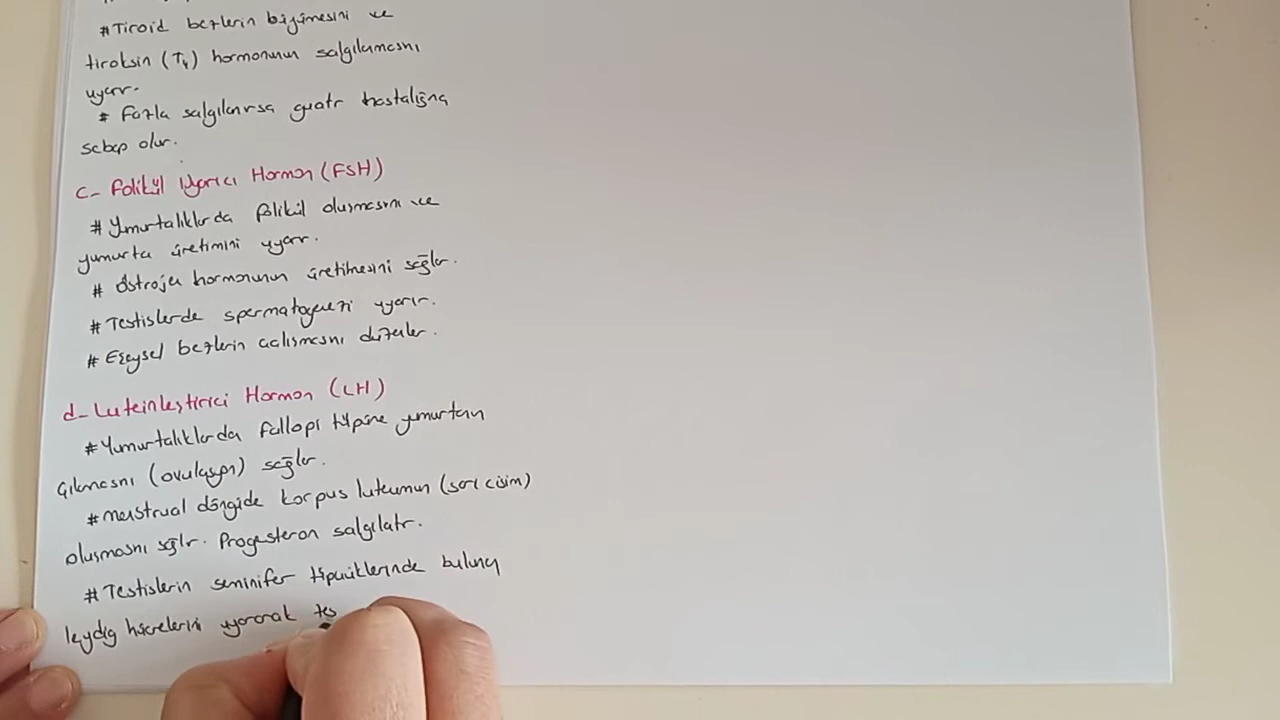 #Tiroid bezlerin büyümesini ve
tiroksin (T4) hormonunun salgılanmasını
uyarır.
# Fazla salgılanırsa guatr hastalığına
sebep olur.
c- Folikül Uyarıcı Hormon (FSH)
#Yumurtalıklarda folikül oluşmasını ve
yumurta üretimini uyarır.
# Östrojen hormonunun üretilmesini sağlar.
#Testislerde spermatogenezi uyarır.
# Eşeysel bezlerin çalışmasını düzenler.
d- Luteinleştirici Hormon (LH)
#Yumurtalıklarda fallopi tüpüne yumurtanın
çıkmasını (ovulasyon) sağlar.
#menstrual döngüde korpus luteumun (sarı cisim)
oluşmasını sağlar. Progesteron salgılatır.
#Testislerin seminifer tüpçüklerinde bulunan
leydig hücrelerini uyararak tes